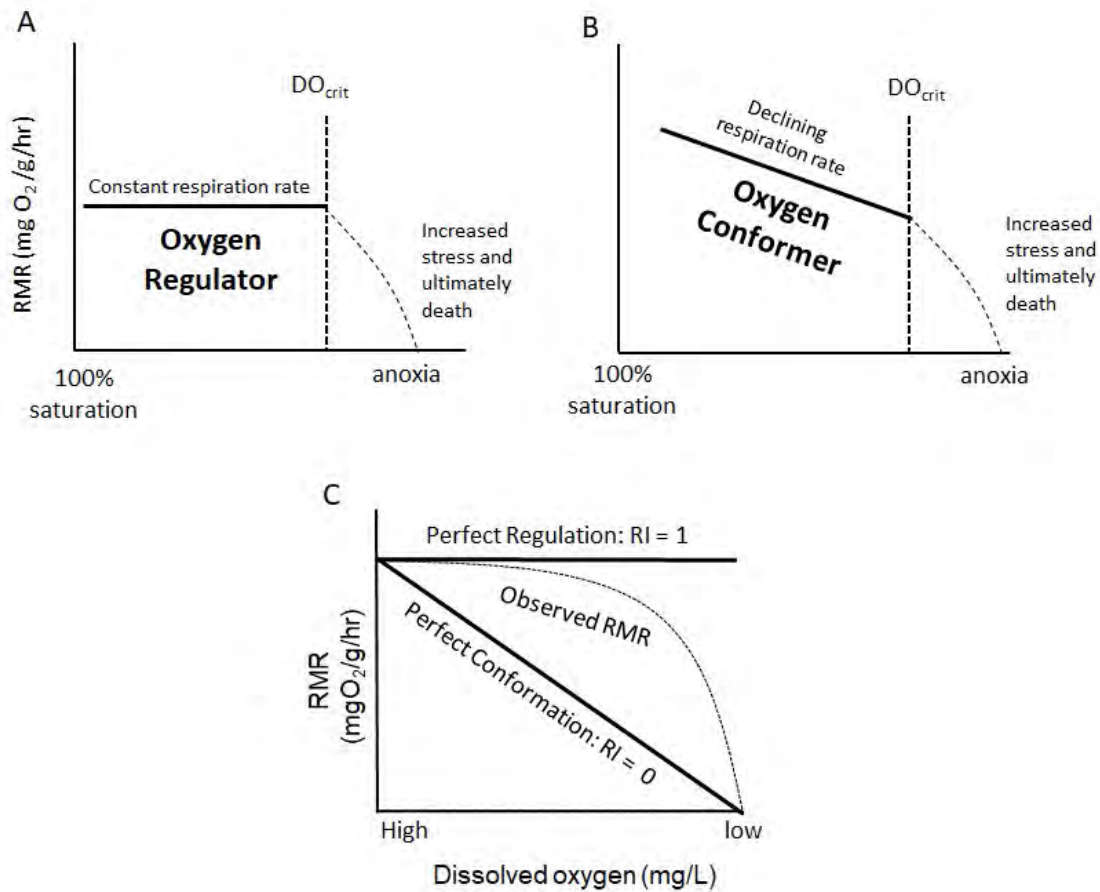 A
DO_crit
RMR (mg O₂/g/hr)
Constant respiration rate
Oxygen
Regulator
Increased
stress and
ultimately
death
100%
saturation
anoxia
B
DO_crit
Declining
respiration rate
Oxygen
Conformer
Increased
stress and
ultimately
death
100%
saturation
anoxia
C
Perfect Regulation: RI = 1
Observed RMR
Perfect Conformation: RI = 0
RMR
(mgO₂/g/hr)
High
low
Dissolved oxygen (mg/L)